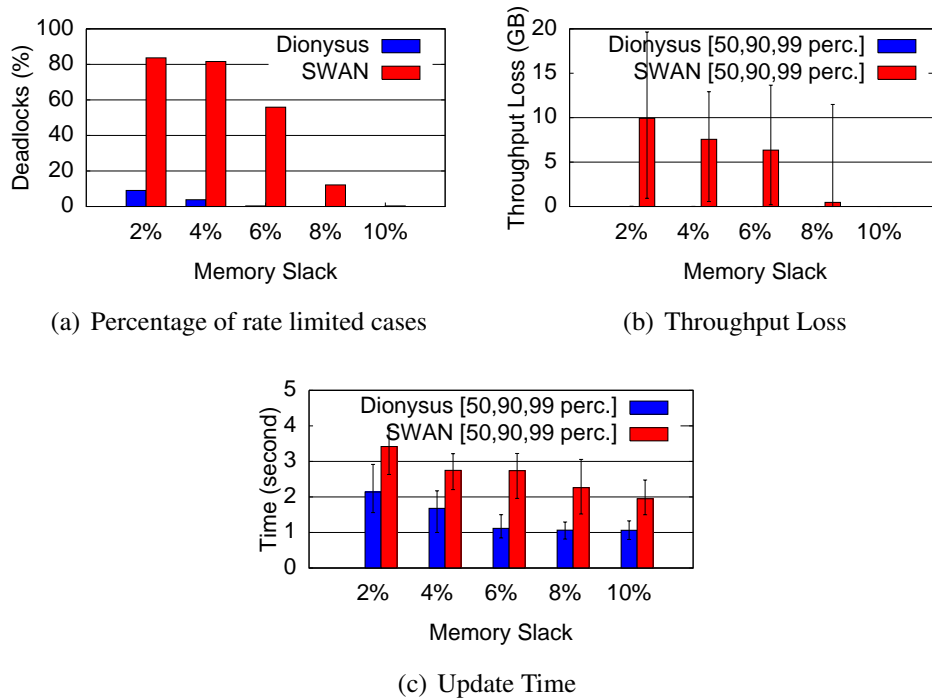 100
80
60
40
20
0
Deadlocks (%)
Dionysus
SWAN
2% 4% 6% 8% 10%
Memory Slack
(a) Percentage of rate limited cases
20
15
10
5
0
Throughput Loss (GB)
Dionysus [50,90,99 perc.]
SWAN [50,90,99 perc.]
2% 4% 6% 8% 10%
Memory Slack
(b) Throughput Loss
5
4
3
2
1
0
Time (second)
Dionysus [50,90,99 perc.]
SWAN [50,90,99 perc.]
2% 4% 6% 8% 10%
Memory Slack
(c) Update Time